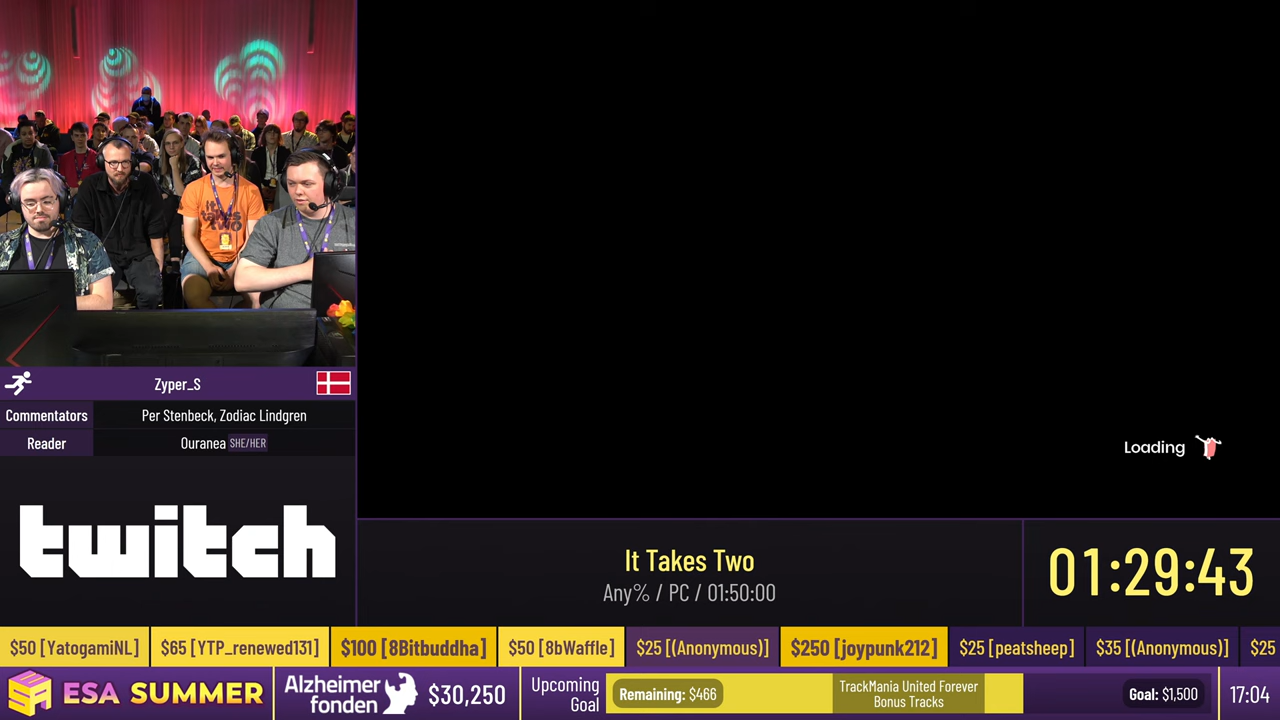 It
takes
TWO
Loading
Zyper_S
Commentators
Per Stenbeck, Zodiac Lindgren
Reader
Ouranea SHE/HER
twitch
It Takes Two
Any% / PC / 01:50:00
01:29:43
$50 [YatogamiNL]
$65 [YTP_renewed131]
$100 [8Bitbuddha]
$50 [8bWaffle]
$25 [(Anonymous)]
$250 [joypunk212]
$25 [peatsheep]
$35 [(Anonymous)]
$25
ESA SUMMER
Alzheimer
fonden
$30,250
Upcoming
Goal
Remaining: $466
TrackMania United Forever
Bonus Tracks
Goal: $1,500
17:04